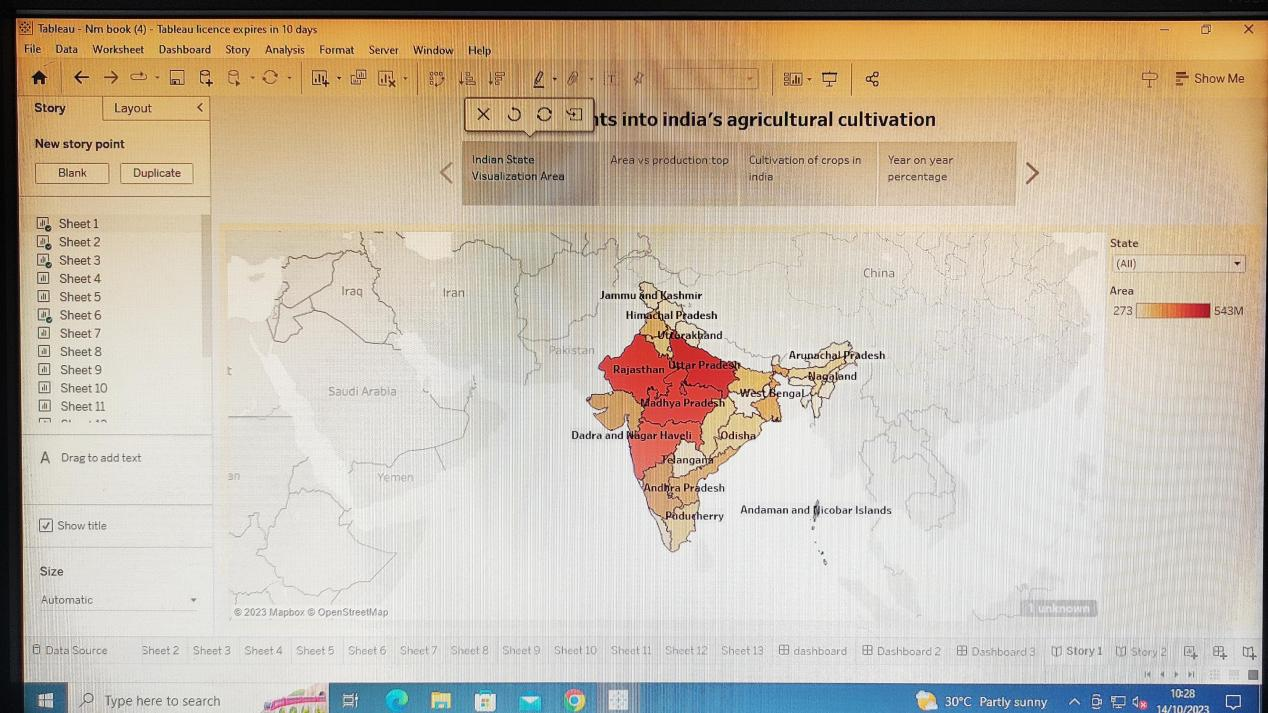 Tableau - Nm book (4) - Tableau licence expires in 10 days
File Data Worksheet Dashboard Story Analysis Format Server Window Help
Show Me
Story Layout
nts into india's agricultural cultivation
New story point
Blank Duplicate
Indian State
Visualization Area
Area vs production top
Cultivation of crops in
india
Year on year
percentage
Sheet 1
Sheet 2
Sheet 3
Sheet 4
Sheet 5
Sheet 6
Sheet 7
Sheet 8
Sheet 9
Sheet 10
Sheet 11
A Drag to add text
Show title
Size
Automatic
State
(All)
Area
273 543M
China
Iraq
Iran
Jammu and Kashmir
Himachal Pradesh
Uttarakhand
Pakistan
Arunachal Pradesh
Rajasthan
Uttar Pradesh
Nagaland
Saudi Arabia
West Bengal
Madhya Pradesh
Dadra and Nagar Haveli
Odisha
Telangana
Yemen
Andhra Pradesh
Andaman and Nicobar Islands
Puducherry
© 2023 Mapbox © OpenStreetMap
1 unknown
Data Source Sheet 2 Sheet 3 Sheet 4 Sheet 5 Sheet 6 Sheet 7 Sheet 8 Sheet 9 Sheet 10 Sheet 11 Sheet 12 Sheet 13 dashboard Dashboard 2 Dashboard 3 Story 1 Story 2
Type here to search
30°C Partly sunny
10:28
14/10/2023